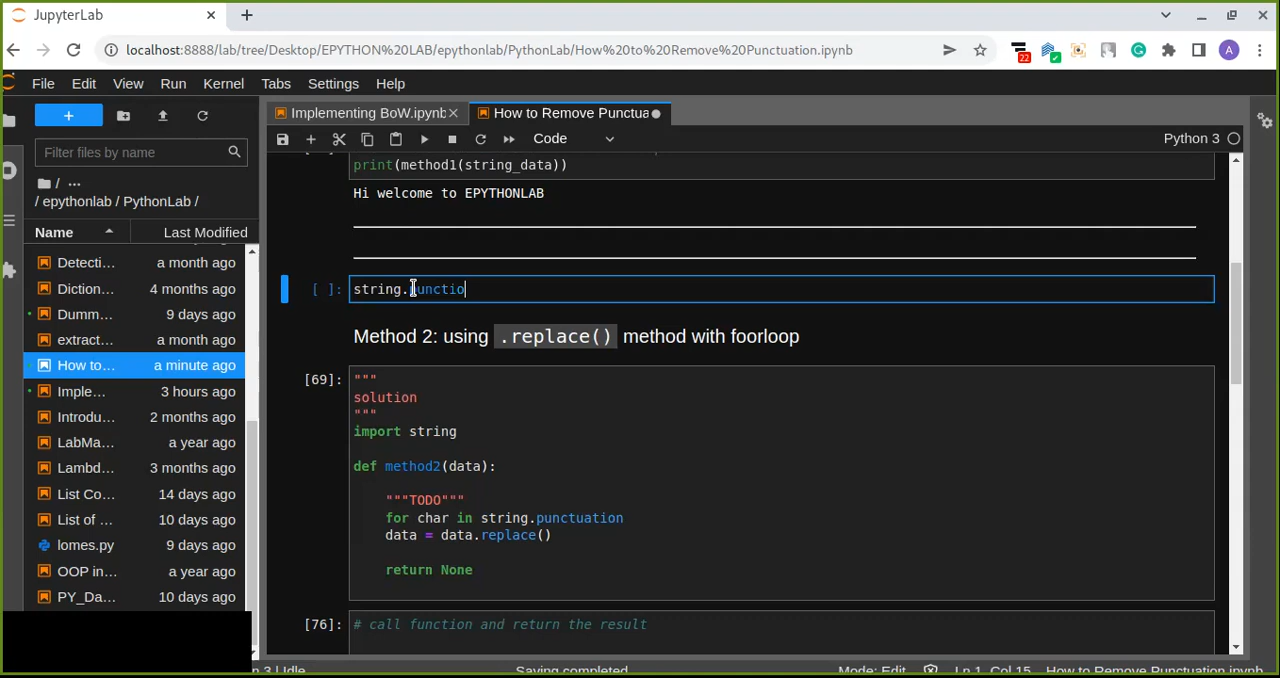 JupyterLab
localhost:8888/lab/tree/Desktop/EPYTHON%20LAB/epythonlab/PythonLab/How%20to%20Remove%20Punctuation.ipynb
22
A
File Edit View Run Kernel Tabs Settings Help
Implementing BoW.ipynb
How to Remove Punctua
Filter files by name
Code
Python 3
/ ...
/ epythonlab / PythonLab /
Name Last Modified
Detecti... a month ago
Diction... 4 months ago
Dumm... 9 days ago
extract... a month ago
How to... a minute ago
Imple... 3 hours ago
Introdu... 2 months ago
LabMa... a year ago
Lambd... 3 months ago
List Co... 14 days ago
List of ... 10 days ago
lomes.py 9 days ago
OOP in... a year ago
PY_Da... 10 days ago
print(method1(string_data))
Hi welcome to EPYTHONLAB
[ ]: string.punctio
Method 2: using .replace() method with foorloop
[69]: """
solution
"""
import string
def method2(data):
"""TODO"""
for char in string.punctuation
data = data.replace()
return None
[76]: # call function and return the result
3 | Idle
Saving completed
Mode: Edit
Ln 1, Col 15
How to Remove Punctuation.ipynb